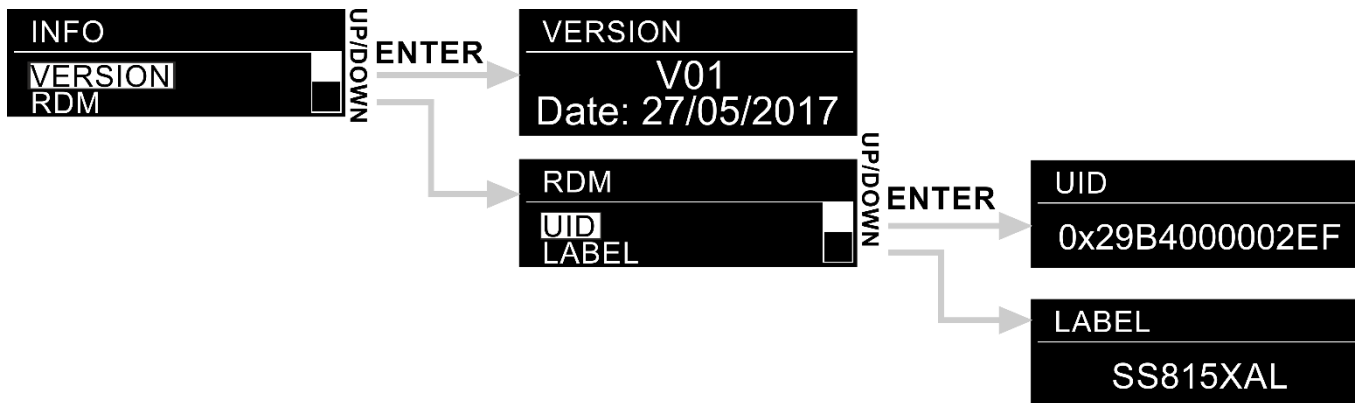 INFO
VERSION
RDM
UP/DOWN
ENTER
VERSION
V01
Date: 27/05/2017
RDM
UID
LABEL
UP/DOWN
ENTER
UID
0x29B4000002EF
LABEL
SS815XAL